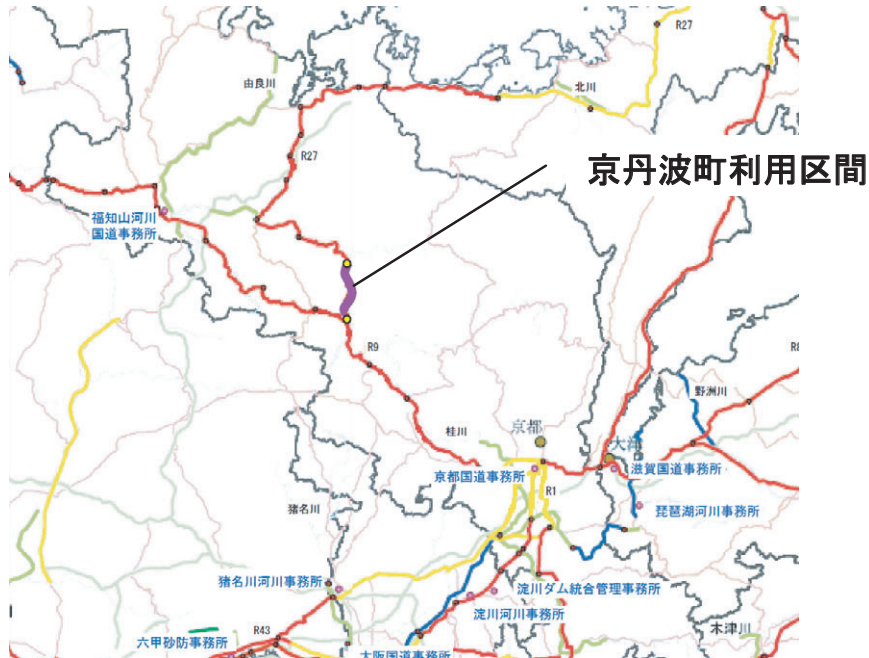 R27
由良川
北川
R27
京丹波町利用区間
福知山河川
国道事務所
R9
R8
野洲川
桂川
京都
大津
京都国道事務所
滋賀国道事務所
R1
琵琶湖河川事務所
猪名川
猪名川河川事務所
淀川ダム統合管理事務所
淀川河川事務所
R43
六甲砂防事務所
大阪国道事務所
木津川